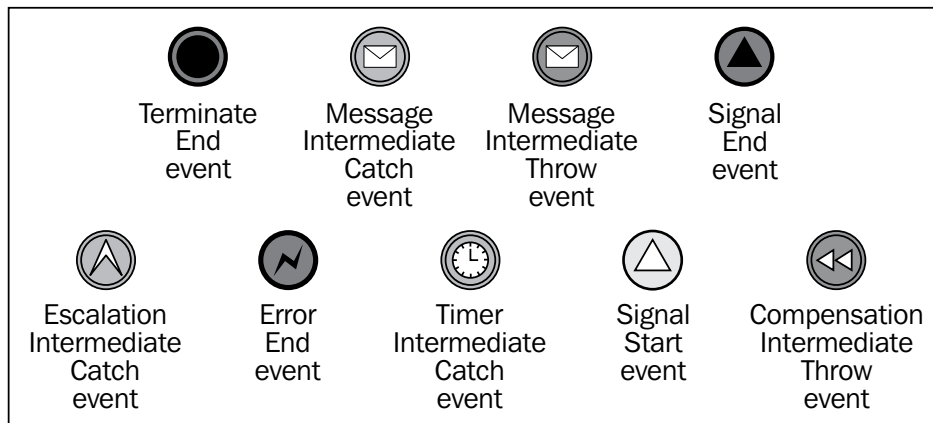 Terminate
End
event
Message
Intermediate
Catch
event
Message
Intermediate
Throw
event
Signal
End
event
Escalation
Intermediate
Catch
event
Error
End
event
Timer
Intermediate
Catch
event
Signal
Start
event
Compensation
Intermediate
Throw
event